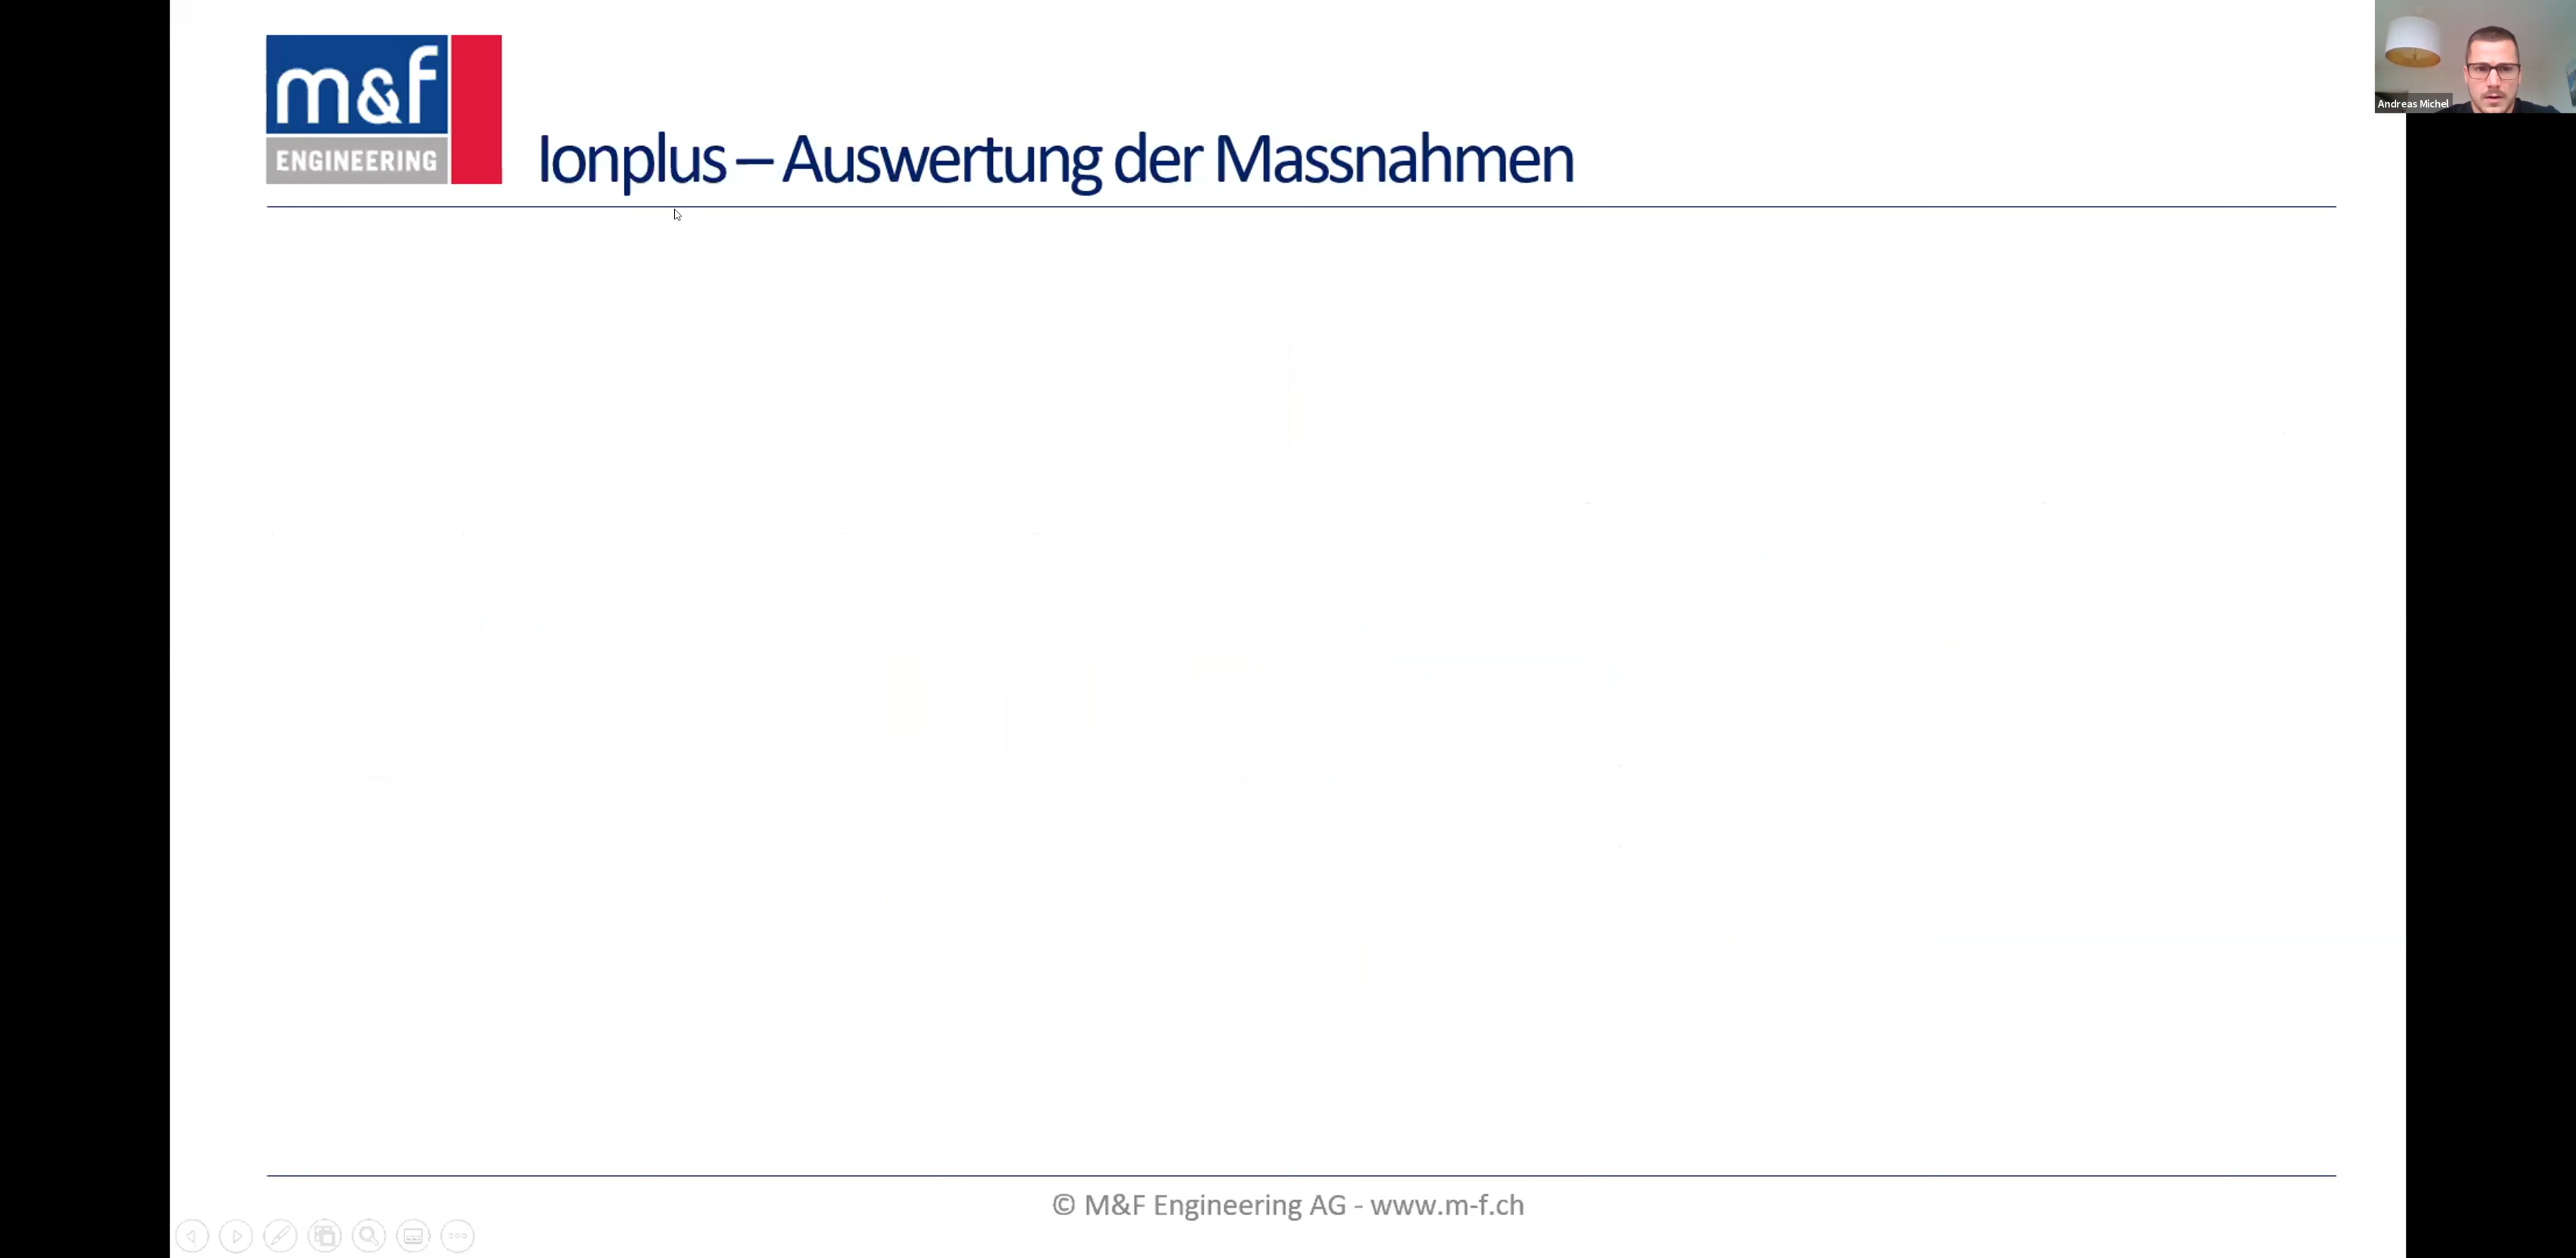 m&f
ENGINEERING
Ionplus – Auswertung der Massnahmen
Andreas Michel
© M&F Engineering AG - www.m-f.ch